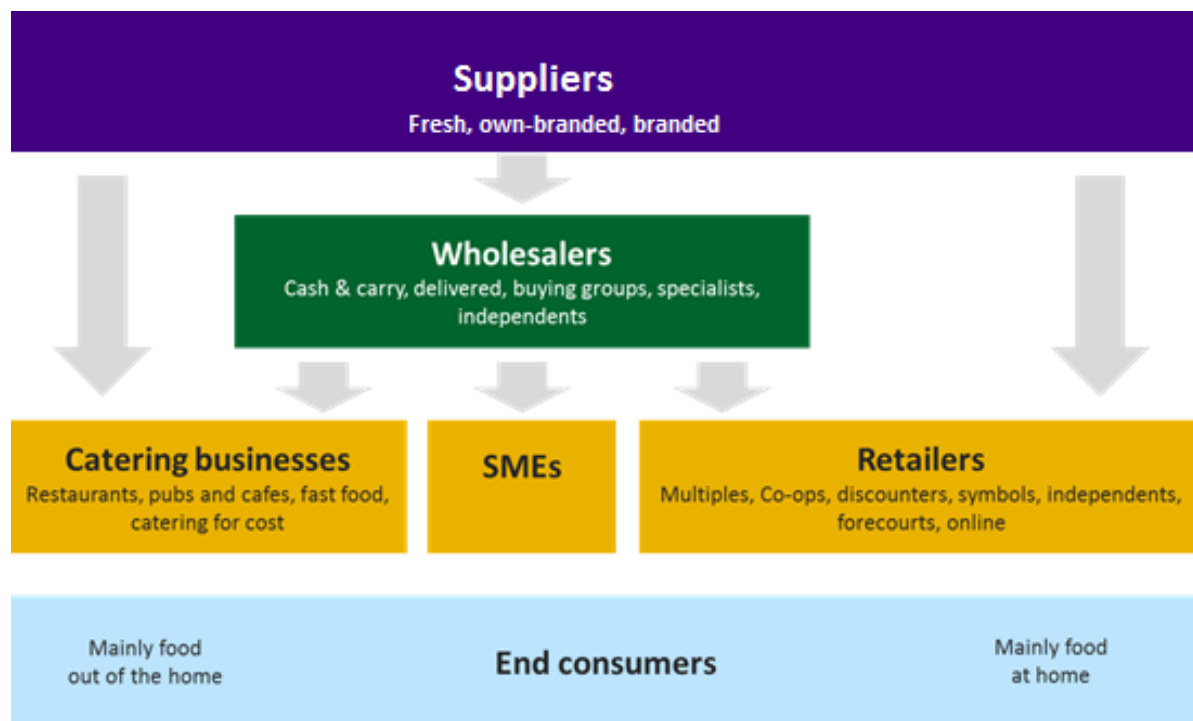 Suppliers
Fresh, own-branded, branded
Wholesalers
Cash & carry, delivered, buying groups, specialists,
independents
Catering businesses
Restaurants, pubs and cafes, fast food,
catering for cost
SMEs
Retailers
Multiples, Co-ops, discounters, symbols, independents,
forecourts, online
Mainly food
out of the home
End consumers
Mainly food
at home